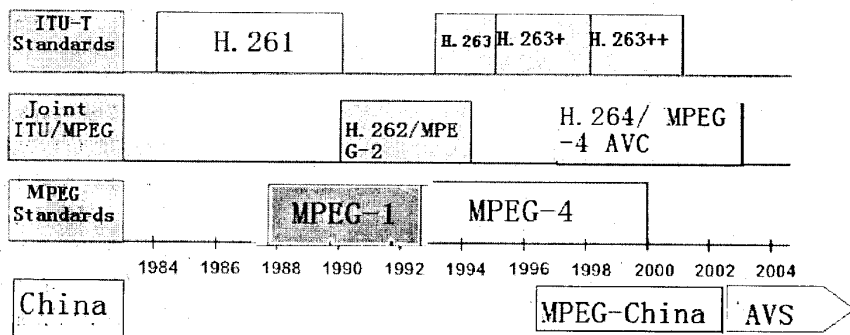 ITU-T
Standards
H. 261
H. 263
H. 263+
H. 263++
Joint
ITU/MPEG
H. 262/MPE
G-2
H. 264/ MPEG
-4 AVC
MPEG
Standards
MPEG-1
MPEG-4
1984 1986 1988 1990 1992 1994 1996 1998 2000 2002 2004
China
MPEG-China
AVS